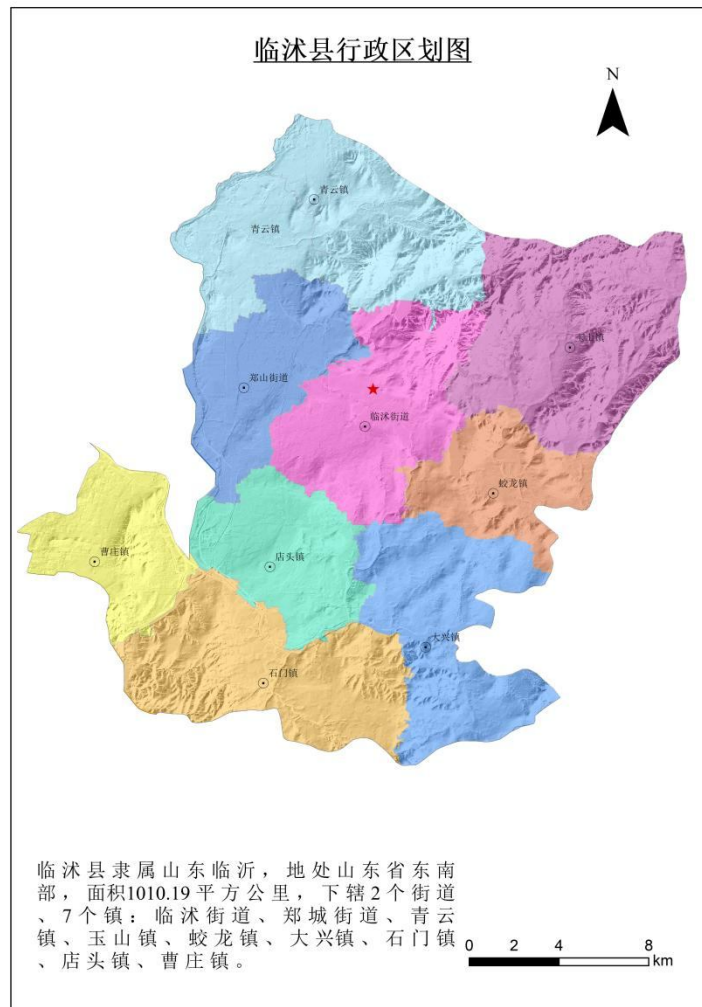 临沭县行政区划图
N
青云镇
青云镇
玉山镇
郑山街道
临沭街道
蛟龙镇
曹庄镇
店头镇
大兴镇
石门镇
临沭县隶属山东临沂，地处山东省东南
部，面积1010.19平方公里，下辖2个街道
、7个镇：临沭街道、郑城街道、青云
镇、玉山镇、蛟龙镇、大兴镇、石门镇
、店头镇、曹庄镇。
0 2 4 8
km